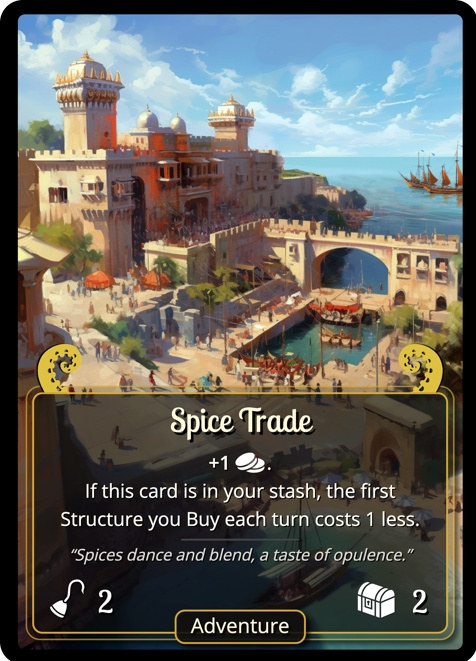 Spice Trade
+1 .
If this card is in your stash, the first
Structure you Buy each turn costs 1 less.
“Spices dance and blend, a taste of opulence.”
2 2
Adventure